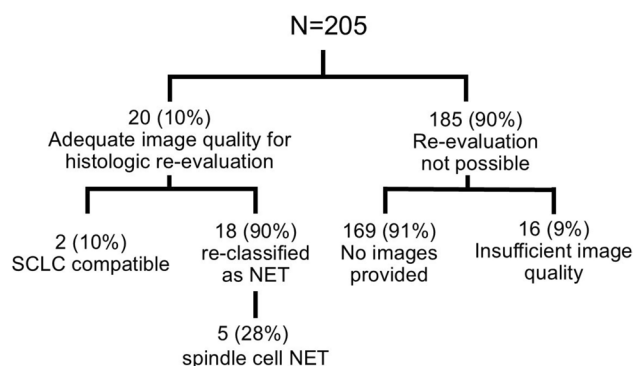 N=205
20 (10%)
Adequate image quality for
histologic re-evaluation
185 (90%)
Re-evaluation
not possible
2 (10%)
SCLC compatible
18 (90%)
re-classified
as NET
169 (91%)
No images
provided
16 (9%)
Insufficient image
quality
5 (28%)
spindle cell NET